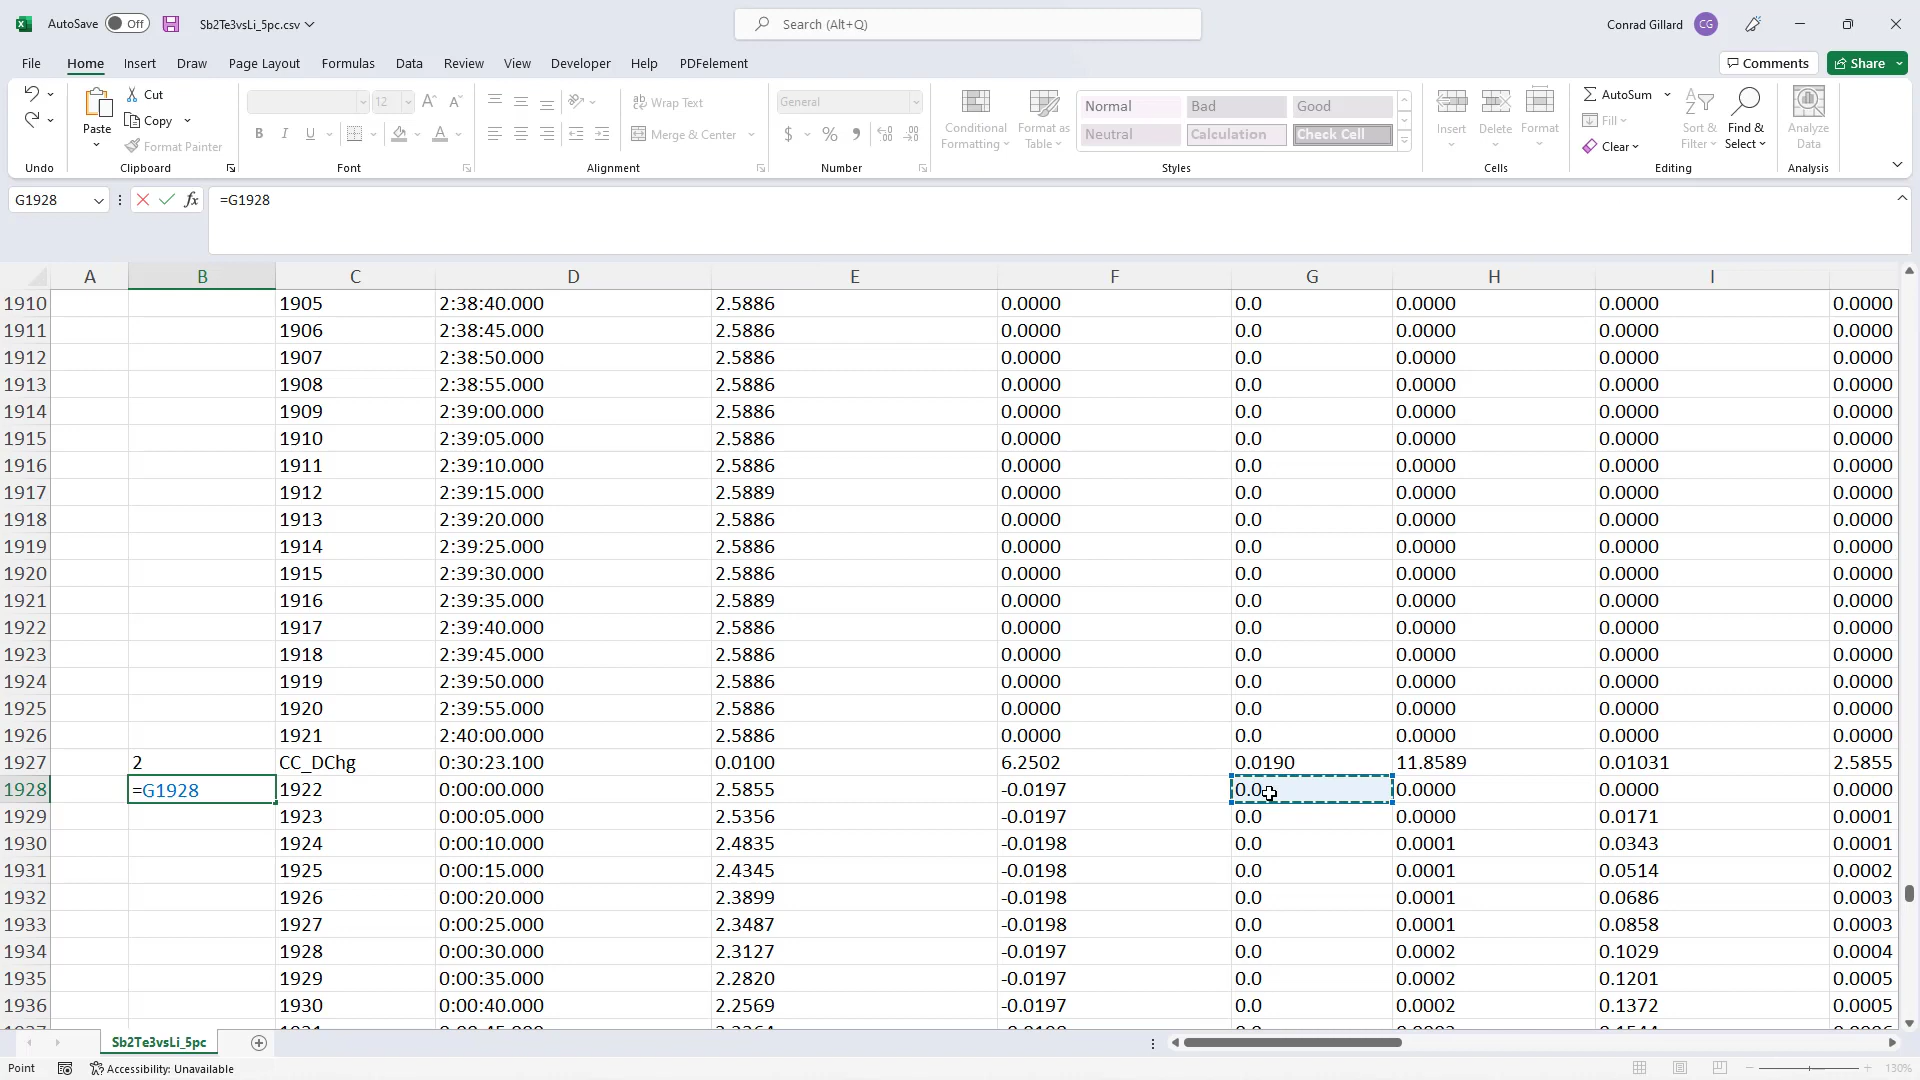 AutoSave Off Sb2Te3vsLi_5pc.csv Search (Alt+Q) Conrad Gillard CG
File Home Insert Draw Page Layout Formulas Data Review View Developer Help PDFelement Comments Share
Cut 12 Wrap Text General Normal Bad Good AutoSum
Paste Copy Conditional Formatting Format as Table Insert Delete Format Fill Sort & Filter Find & Select Analyze Data
Format Painter Merge & Center Neutral Calculation Check Cell Clear
Undo Clipboard Font Alignment Number Styles Cells Editing Analysis
G1928 =G1928
A B C D E F G H I
1910 1905 2:38:40.000 2.5886 0.0000 0.0 0.0000 0.0000 0.0000
1911 1906 2:38:45.000 2.5886 0.0000 0.0 0.0000 0.0000 0.0000
1912 1907 2:38:50.000 2.5886 0.0000 0.0 0.0000 0.0000 0.0000
1913 1908 2:38:55.000 2.5886 0.0000 0.0 0.0000 0.0000 0.0000
1914 1909 2:39:00.000 2.5886 0.0000 0.0 0.0000 0.0000 0.0000
1915 1910 2:39:05.000 2.5886 0.0000 0.0 0.0000 0.0000 0.0000
1916 1911 2:39:10.000 2.5886 0.0000 0.0 0.0000 0.0000 0.0000
1917 1912 2:39:15.000 2.5889 0.0000 0.0 0.0000 0.0000 0.0000
1918 1913 2:39:20.000 2.5886 0.0000 0.0 0.0000 0.0000 0.0000
1919 1914 2:39:25.000 2.5886 0.0000 0.0 0.0000 0.0000 0.0000
1920 1915 2:39:30.000 2.5886 0.0000 0.0 0.0000 0.0000 0.0000
1921 1916 2:39:35.000 2.5889 0.0000 0.0 0.0000 0.0000 0.0000
1922 1917 2:39:40.000 2.5886 0.0000 0.0 0.0000 0.0000 0.0000
1923 1918 2:39:45.000 2.5886 0.0000 0.0 0.0000 0.0000 0.0000
1924 1919 2:39:50.000 2.5886 0.0000 0.0 0.0000 0.0000 0.0000
1925 1920 2:39:55.000 2.5886 0.0000 0.0 0.0000 0.0000 0.0000
1926 1921 2:40:00.000 2.5886 0.0000 0.0 0.0000 0.0000 0.0000
1927 2 CC_DChg 0:30:23.100 0.0100 6.2502 0.0190 11.8589 0.01031 2.5855
1928 =G1928 1922 0:00:00.000 2.5855 -0.0197 0.0 0.0000 0.0000 0.0000
1929 1923 0:00:05.000 2.5356 -0.0197 0.0 0.0000 0.0171 0.0001
1930 1924 0:00:10.000 2.4835 -0.0198 0.0 0.0001 0.0343 0.0001
1931 1925 0:00:15.000 2.4345 -0.0198 0.0 0.0001 0.0514 0.0002
1932 1926 0:00:20.000 2.3899 -0.0198 0.0 0.0001 0.0686 0.0003
1933 1927 0:00:25.000 2.3487 -0.0198 0.0 0.0001 0.0858 0.0003
1934 1928 0:00:30.000 2.3127 -0.0197 0.0 0.0002 0.1029 0.0004
1935 1929 0:00:35.000 2.2820 -0.0197 0.0 0.0002 0.1201 0.0005
1936 1930 0:00:40.000 2.2569 -0.0197 0.0 0.0002 0.1372 0.0005
Sb2Te3vsLi_5pc
Point Accessibility: Unavailable 130%